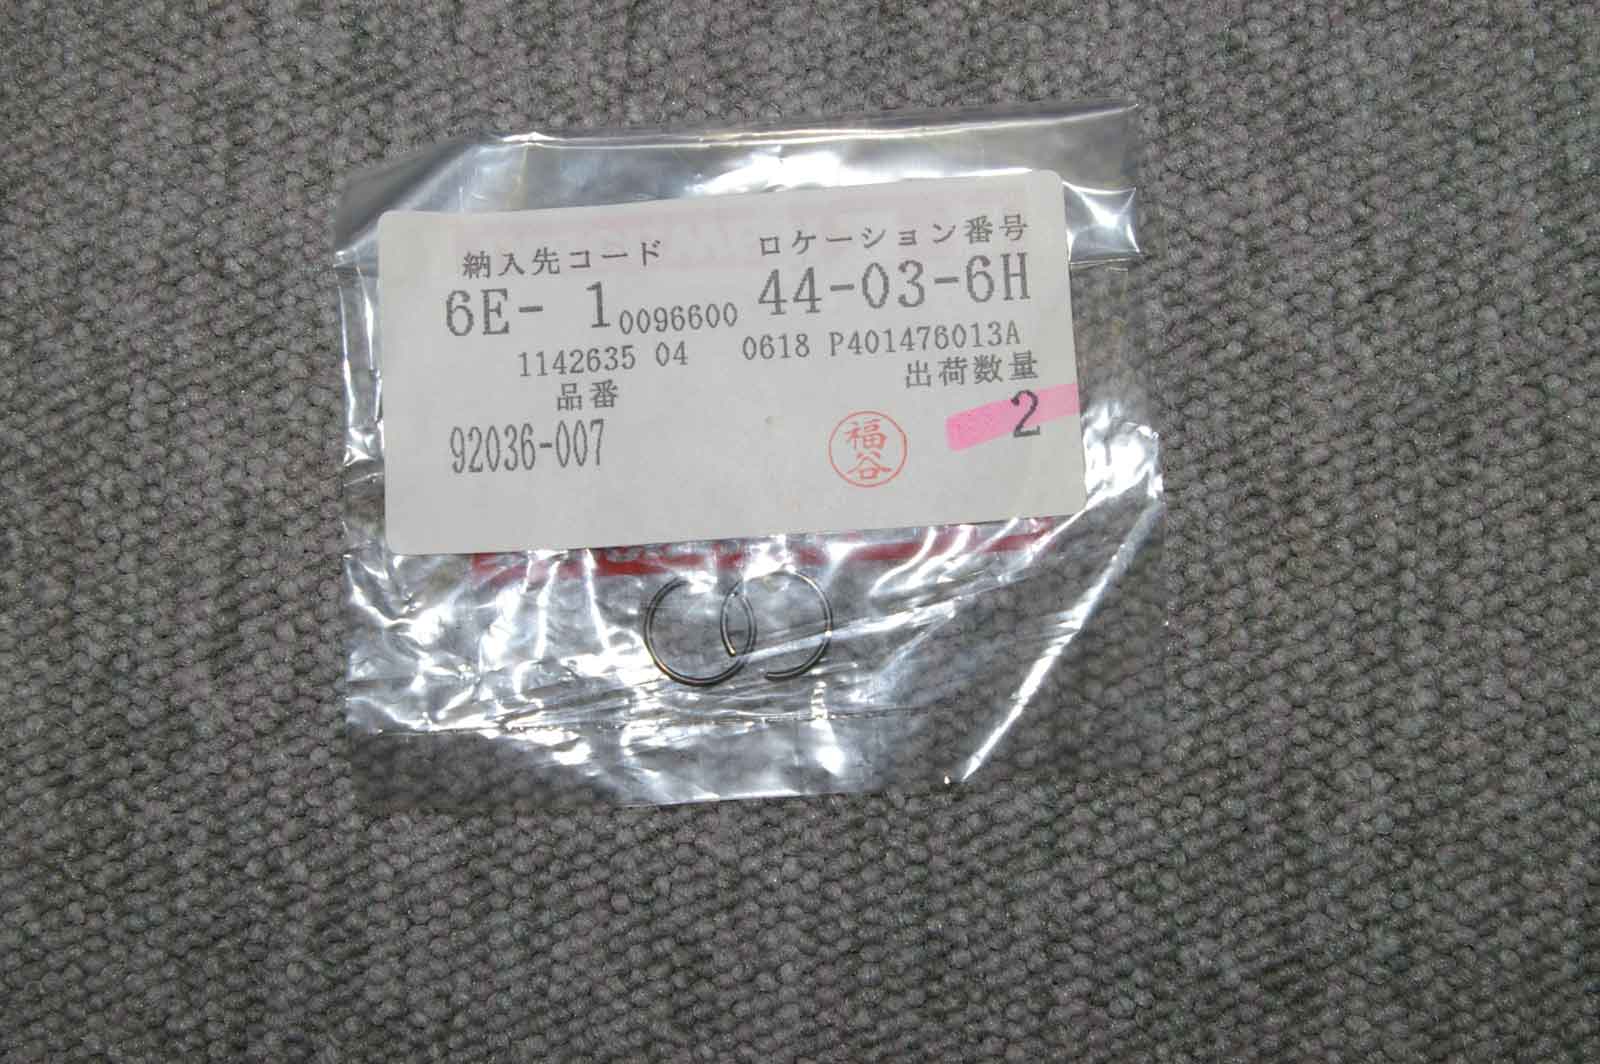 納入先コード ロケーション番号
6E- 1 0096600 44-03-6H
1142635 04 0618 P401476013A
品番 出荷数量
92036-007 2
福谷